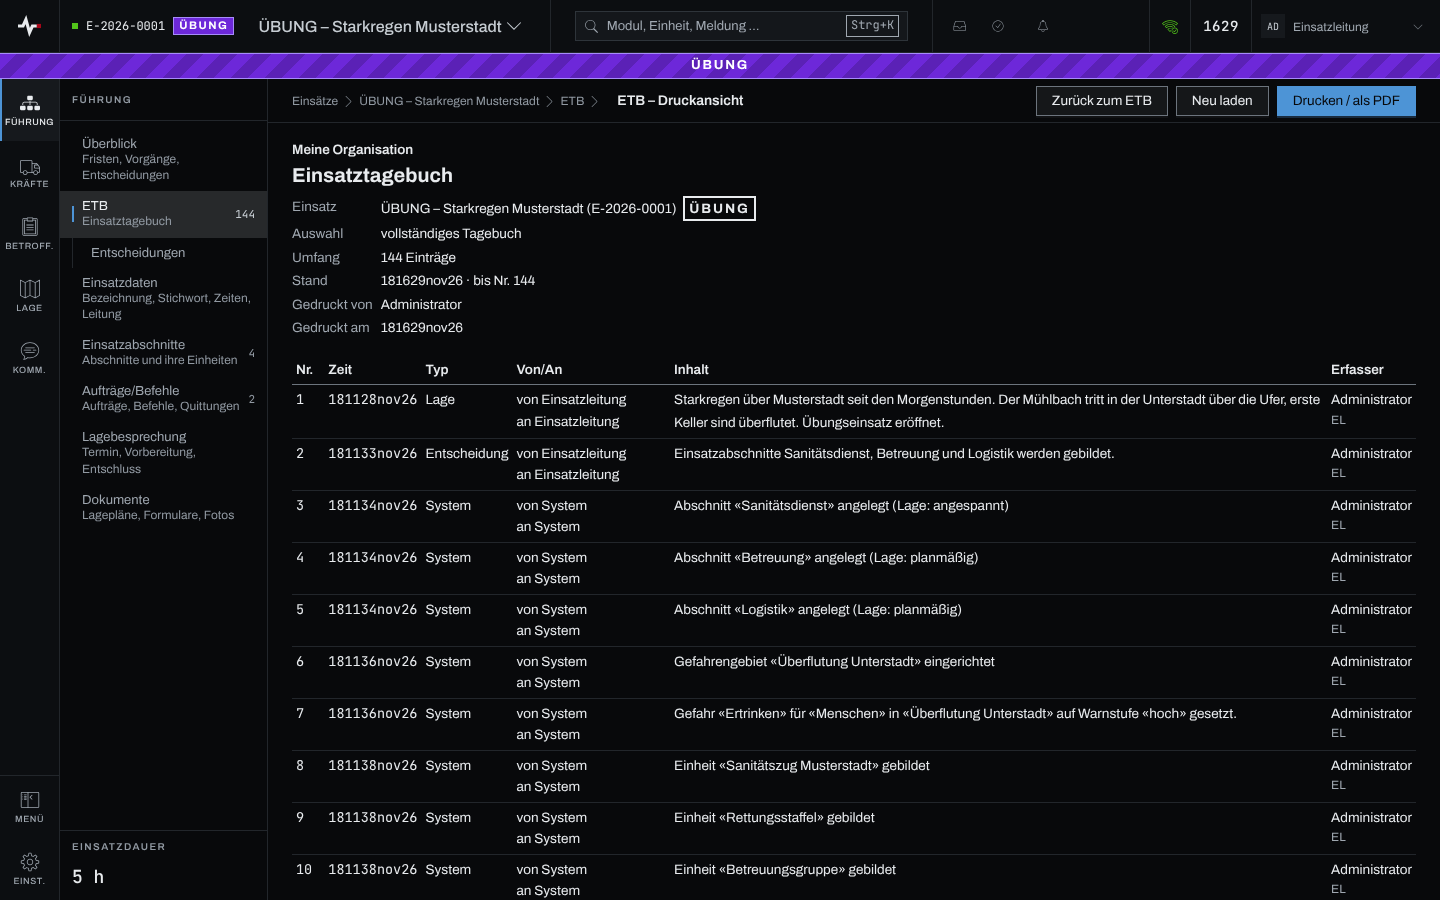 E-2026-0001 ÜBUNG ÜBUNG – Starkregen Musterstadt Modul, Einheit, Meldung ... Strg+K 1629 AD Einsatzleitung
ÜBUNG
FÜHRUNG
KRÄFTE
BETROFF.
LAGE
KOMM.
MENÜ
EINST.
FÜHRUNG
Überblick
Fristen, Vorgänge,
Entscheidungen
ETB
Einsatztagebuch 144
Entscheidungen
Einsatzdaten
Bezeichnung, Stichwort, Zeiten,
Leitung
Einsatzabschnitte
Abschnitte und ihre Einheiten 4
Aufträge/Befehle
Aufträge, Befehle, Quittungen 2
Lagebesprechung
Termin, Vorbereitung,
Entschluss
Dokumente
Lagepläne, Formulare, Fotos
EINSATZDAUER
5 h
Einsätze ÜBUNG – Starkregen Musterstadt ETB ETB – Druckansicht Zurück zum ETB Neu laden Drucken / als PDF
Meine Organisation
Einsatztagebuch
Einsatz ÜBUNG – Starkregen Musterstadt (E-2026-0001) ÜBUNG
Auswahl vollständiges Tagebuch
Umfang 144 Einträge
Stand 181629nov26 · bis Nr. 144
Gedruckt von Administrator
Gedruckt am 181629nov26
Nr. Zeit Typ Von/An Inhalt Erfasser
1 181128nov26 Lage von Einsatzleitung Starkregen über Musterstadt seit den Morgenstunden. Der Mühlbach tritt in der Unterstadt über die Ufer, erste Administrator
an Einsatzleitung Keller sind überflutet. Übungseinsatz eröffnet. EL
2 181133nov26 Entscheidung von Einsatzleitung Einsatzabschnitte Sanitätsdienst, Betreuung und Logistik werden gebildet. Administrator
an Einsatzleitung EL
3 181134nov26 System von System Abschnitt «Sanitätsdienst» angelegt (Lage: angespannt) Administrator
an System EL
4 181134nov26 System von System Abschnitt «Betreuung» angelegt (Lage: planmäßig) Administrator
an System EL
5 181134nov26 System von System Abschnitt «Logistik» angelegt (Lage: planmäßig) Administrator
an System EL
6 181136nov26 System von System Gefahrengebiet «Überflutung Unterstadt» eingerichtet Administrator
an System EL
7 181136nov26 System von System Gefahr «Ertrinken» für «Menschen» in «Überflutung Unterstadt» auf Warnstufe «hoch» gesetzt. Administrator
an System EL
8 181138nov26 System von System Einheit «Sanitätszug Musterstadt» gebildet Administrator
an System EL
9 181138nov26 System von System Einheit «Rettungsstaffel» gebildet Administrator
an System EL
10 181138nov26 System von System Einheit «Betreuungsgruppe» gebildet Administrator
an System EL